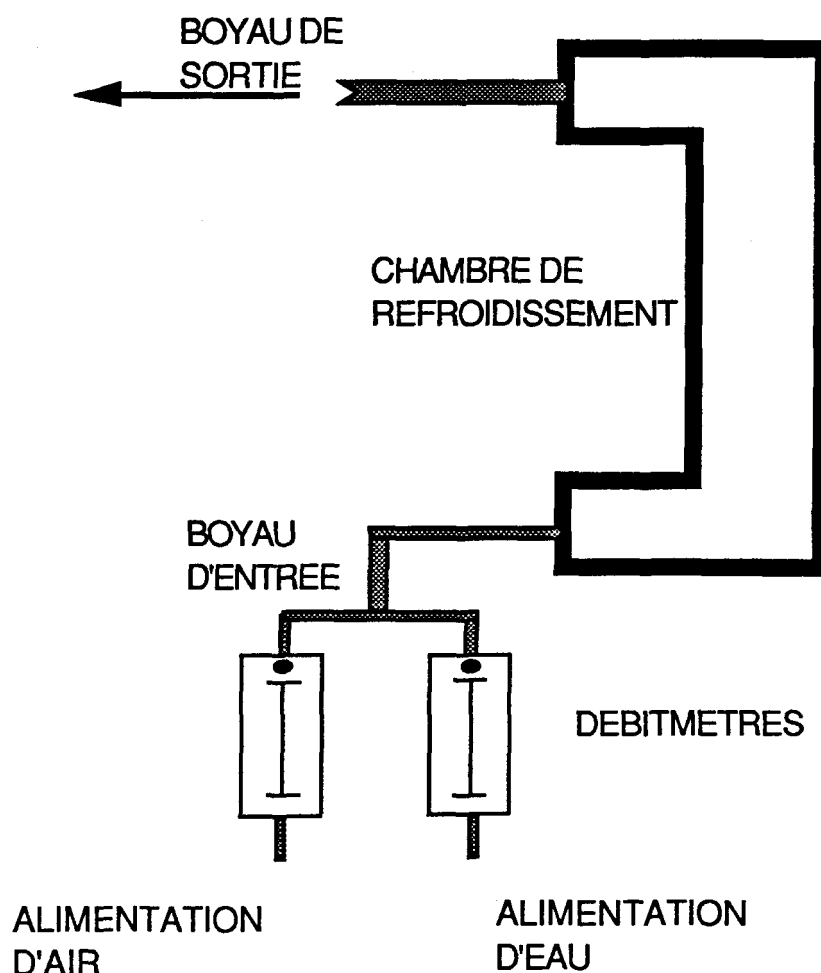 BOYAU DE
SORTIE
CHAMBRE DE
REFROIDISSEMENT
BOYAU
D'ENTREE
DEBITMETRES
ALIMENTATION
D'AIR
ALIMENTATION
D'EAU